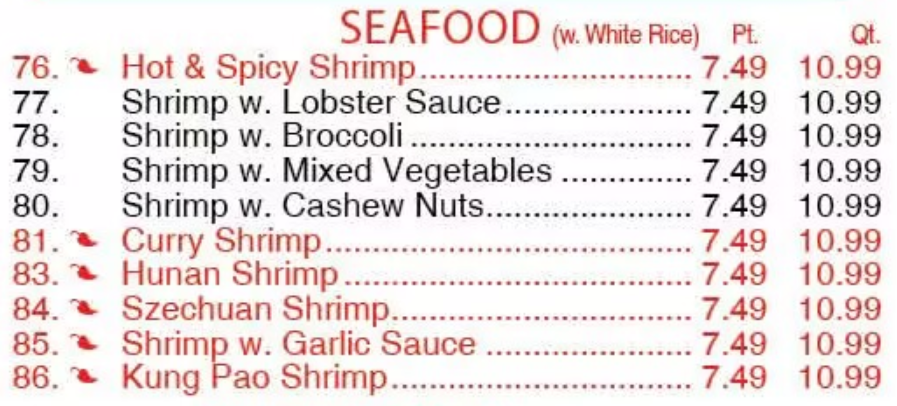 SEAFOOD (w. White Rice) Pt. Qt.
76. Hot & Spicy Shrimp............................. 7.49 10.99
77. Shrimp w. Lobster Sauce.................... 7.49 10.99
78. Shrimp w. Broccoli .............................. 7.49 10.99
79. Shrimp w. Mixed Vegetables .............. 7.49 10.99
80. Shrimp w. Cashew Nuts...................... 7.49 10.99
81. Curry Shrimp....................................... 7.49 10.99
83. Hunan Shrimp..................................... 7.49 10.99
84. Szechuan Shrimp................................ 7.49 10.99
85. Shrimp w. Garlic Sauce ...................... 7.49 10.99
86. Kung Pao Shrimp................................ 7.49 10.99